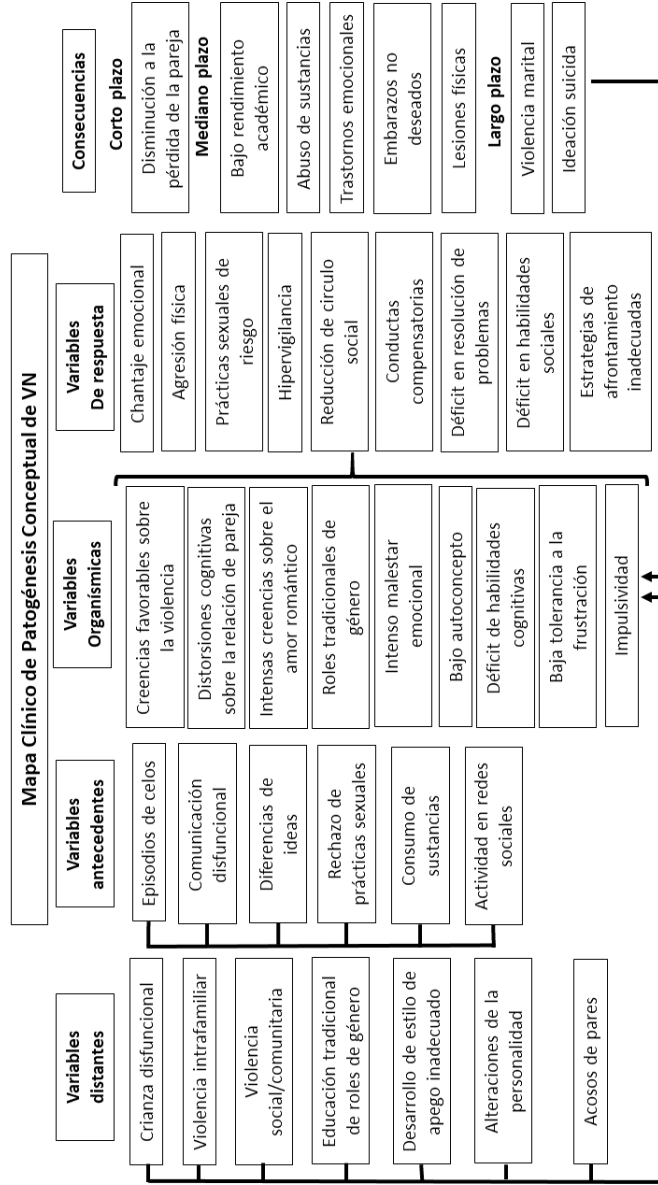 Mapa Clínico de Patogénesis Conceptual de VN
Variables
distantes
Crianza disfuncional
Violencia intrafamiliar
Violencia
social/comunitaria
Educación tradicional
de roles de género
Desarrollo de estilo de
apego inadecuado
Alteraciones de la
personalidad
Acosos de pares
Variables
antecedentes
Episodios de celos
Comunicación
disfuncional
Diferencias de
ideas
Rechazo de
prácticas sexuales
Consumo de
sustancias
Actividad en redes
sociales
Variables
Organísmicas
Creencias favorables sobre
la violencia
Distorsiones cognitivas
sobre la relación de pareja
Intensas creencias sobre el
amor romántico
Roles tradicionales de
género
Intenso malestar
emocional
Bajo autoconcepto
Déficit de habilidades
cognitivas
Baja tolerancia a la
frustración
Impulsividad
Variables
De respuesta
Chantaje emocional
Agresión física
Prácticas sexuales de
riesgo
Hipervigilancia
Reducción de circulo
social
Conductas
compensatorias
Déficit en resolución de
problemas
Déficit en habilidades
sociales
Estrategias de
afrontamiento
inadecuadas
Consecuencias
Corto plazo
Disminución a la
pérdida de la pareja
Mediano plazo
Bajo rendimiento
académico
Abuso de sustancias
Trastornos emocionales
Embarazos no
deseados
Lesiones físicas
Largo plazo
Violencia marital
Ideación suicida